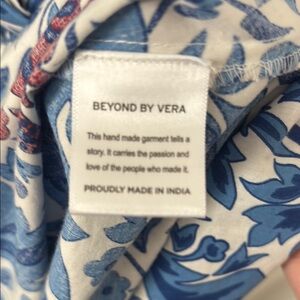 BEYOND BY VERA
This hand made garment tells a
story. It carries the passion and
love of the people who made it.
PROUDLY MADE IN INDIA